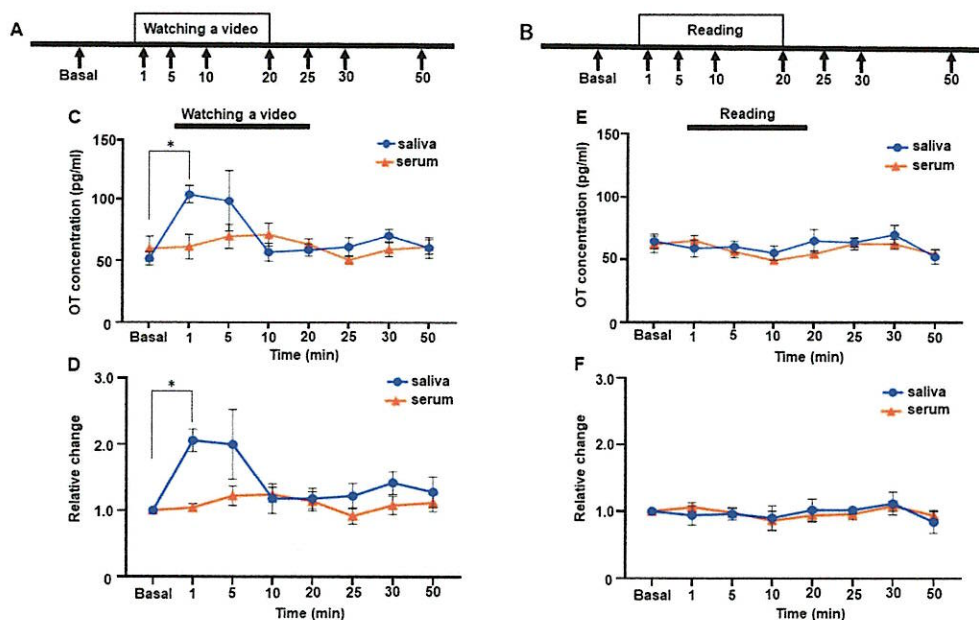 A
Watching a video
Basal 1 5 10 20 25 30 50
B
Reading
Basal 1 5 10 20 25 30 50
C
Watching a video
saliva
serum
*
OT concentration (pg/ml)
150
100
50
0
Basal 1 5 10 20 25 30 50
Time (min)
E
Reading
saliva
serum
OT concentration (pg/ml)
150
100
50
0
Basal 1 5 10 20 25 30 50
Time (min)
D
saliva
serum
*
Relative change
3.0
2.0
1.0
0
Basal 1 5 10 20 25 30 50
Time (min)
F
saliva
serum
Relative change
3.0
2.0
1.0
0
Basal 1 5 10 20 25 30 50
Time (min)